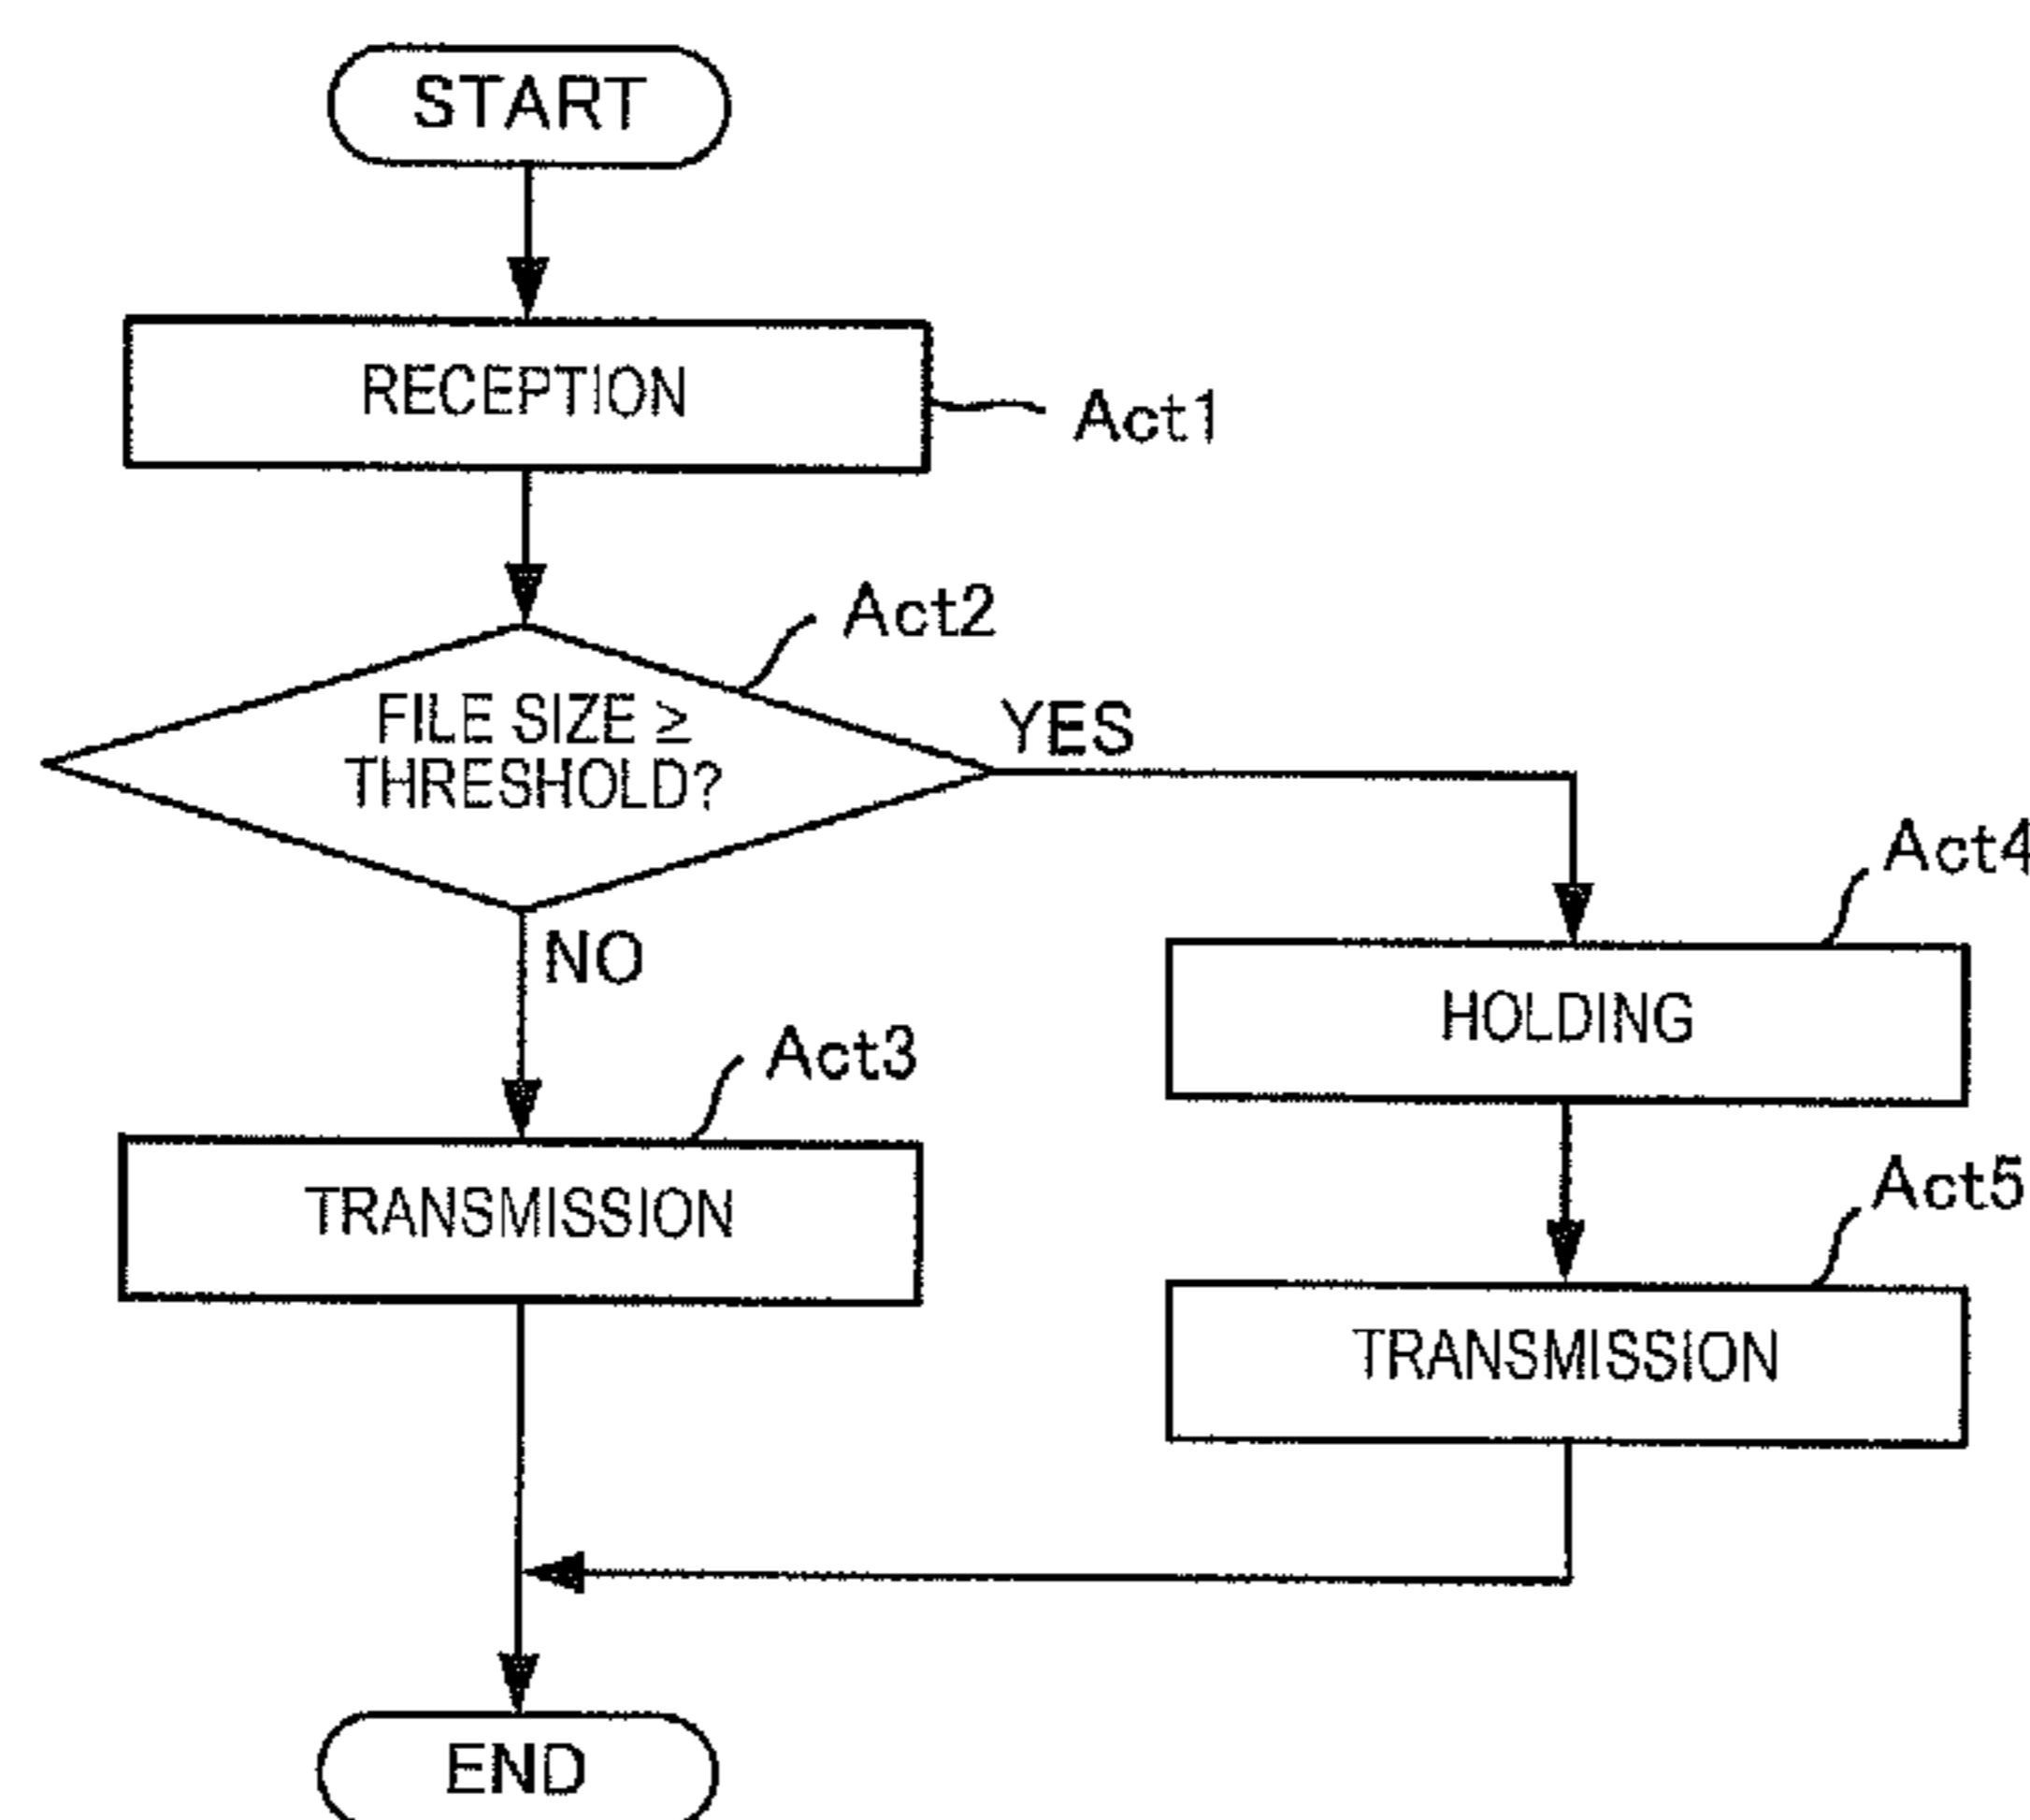 START
RECEPTION
Act1
Act2
FILE SIZE ≥
THRESHOLD?
YES
NO
Act4
HOLDING
Act3
TRANSMISSION
Act5
TRANSMISSION
END